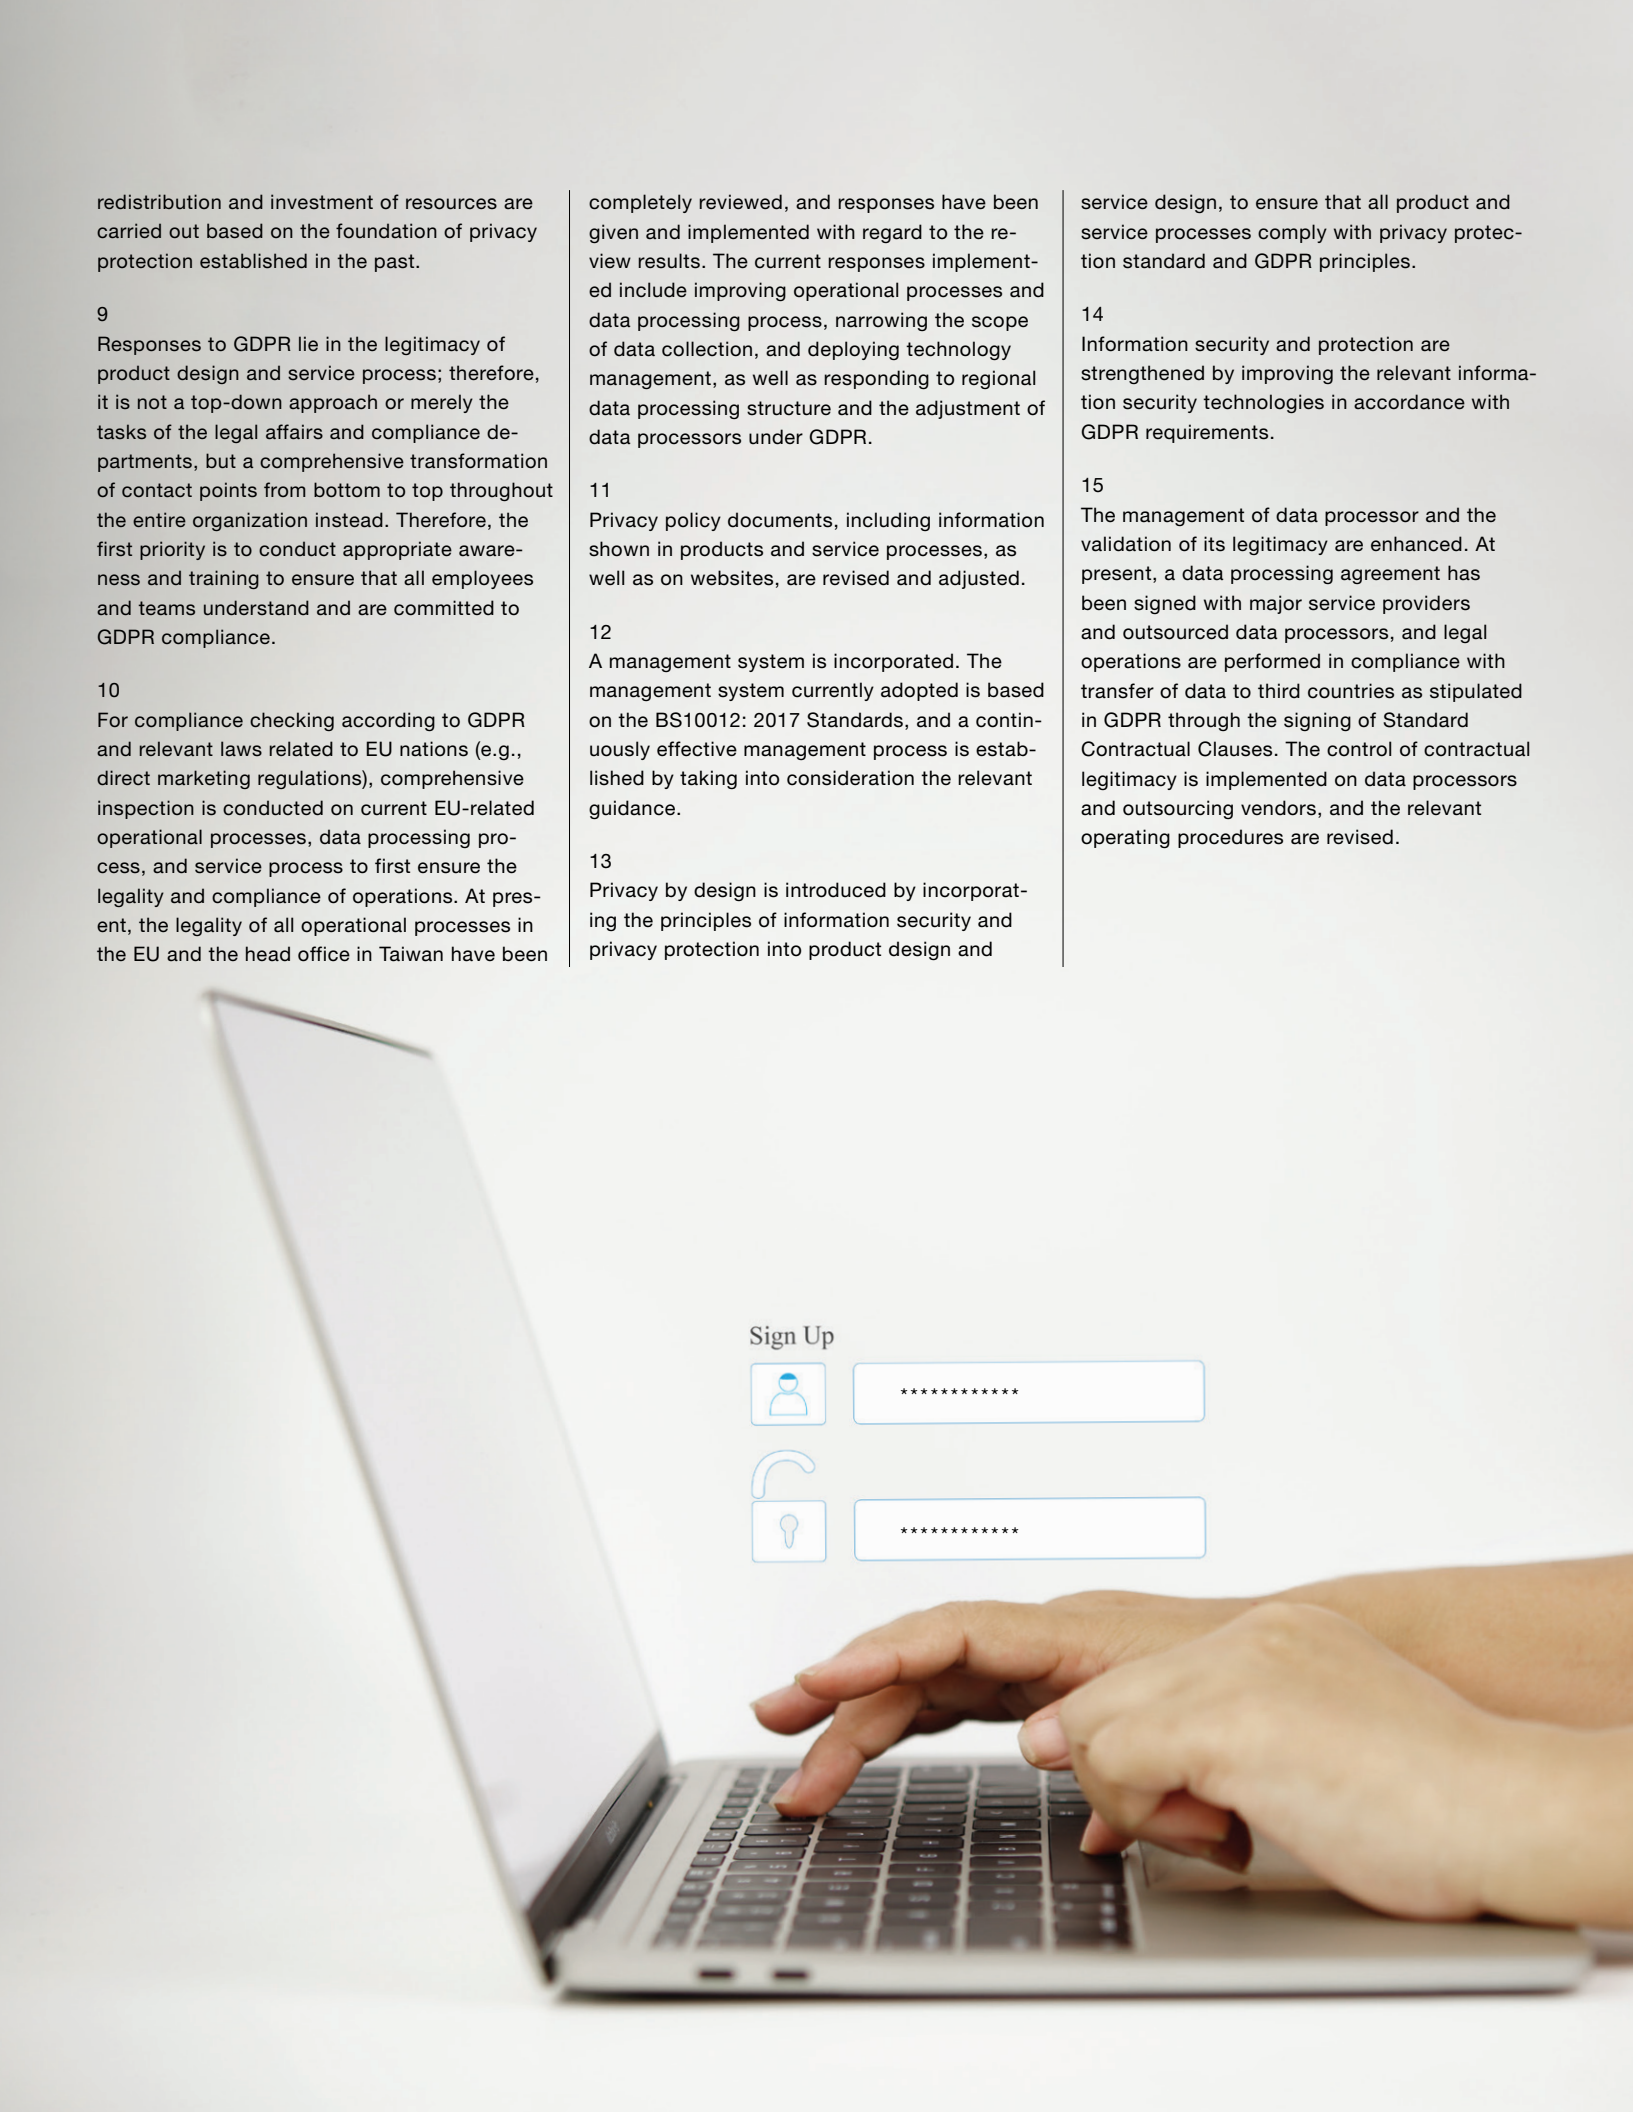 redistribution and investment of resources are
carried out based on the foundation of privacy
protection established in the past.
9
Responses to GDPR lie in the legitimacy of
product design and service process; therefore,
it is not a top-down approach or merely the
tasks of the legal affairs and compliance de-
partments, but a comprehensive transformation
of contact points from bottom to top throughout
the entire organization instead. Therefore, the
first priority is to conduct appropriate aware-
ness and training to ensure that all employees
and teams understand and are committed to
GDPR compliance.
10
For compliance checking according to GDPR
and relevant laws related to EU nations (e.g.,
direct marketing regulations), comprehensive
inspection is conducted on current EU-related
operational processes, data processing pro-
cess, and service process to first ensure the
legality and compliance of operations. At pres-
ent, the legality of all operational processes in
the EU and the head office in Taiwan have been
completely reviewed, and responses have been
given and implemented with regard to the re-
view results. The current responses implement-
ed include improving operational processes and
data processing process, narrowing the scope
of data collection, and deploying technology
management, as well as responding to regional
data processing structure and the adjustment of
data processors under GDPR.
11
Privacy policy documents, including information
shown in products and service processes, as
well as on websites, are revised and adjusted.
12
A management system is incorporated. The
management system currently adopted is based
on the BS10012: 2017 Standards, and a contin-
uously effective management process is estab-
lished by taking into consideration the relevant
guidance.
13
Privacy by design is introduced by incorporat-
ing the principles of information security and
privacy protection into product design and
service design, to ensure that all product and
service processes comply with privacy protec-
tion standard and GDPR principles.
14
Information security and protection are
strengthened by improving the relevant informa-
tion security technologies in accordance with
GDPR requirements.
15
The management of data processor and the
validation of its legitimacy are enhanced. At
present, a data processing agreement has
been signed with major service providers
and outsourced data processors, and legal
operations are performed in compliance with
transfer of data to third countries as stipulated
in GDPR through the signing of Standard
Contractual Clauses. The control of contractual
legitimacy is implemented on data processors
and outsourcing vendors, and the relevant
operating procedures are revised.
Sign Up
************
************